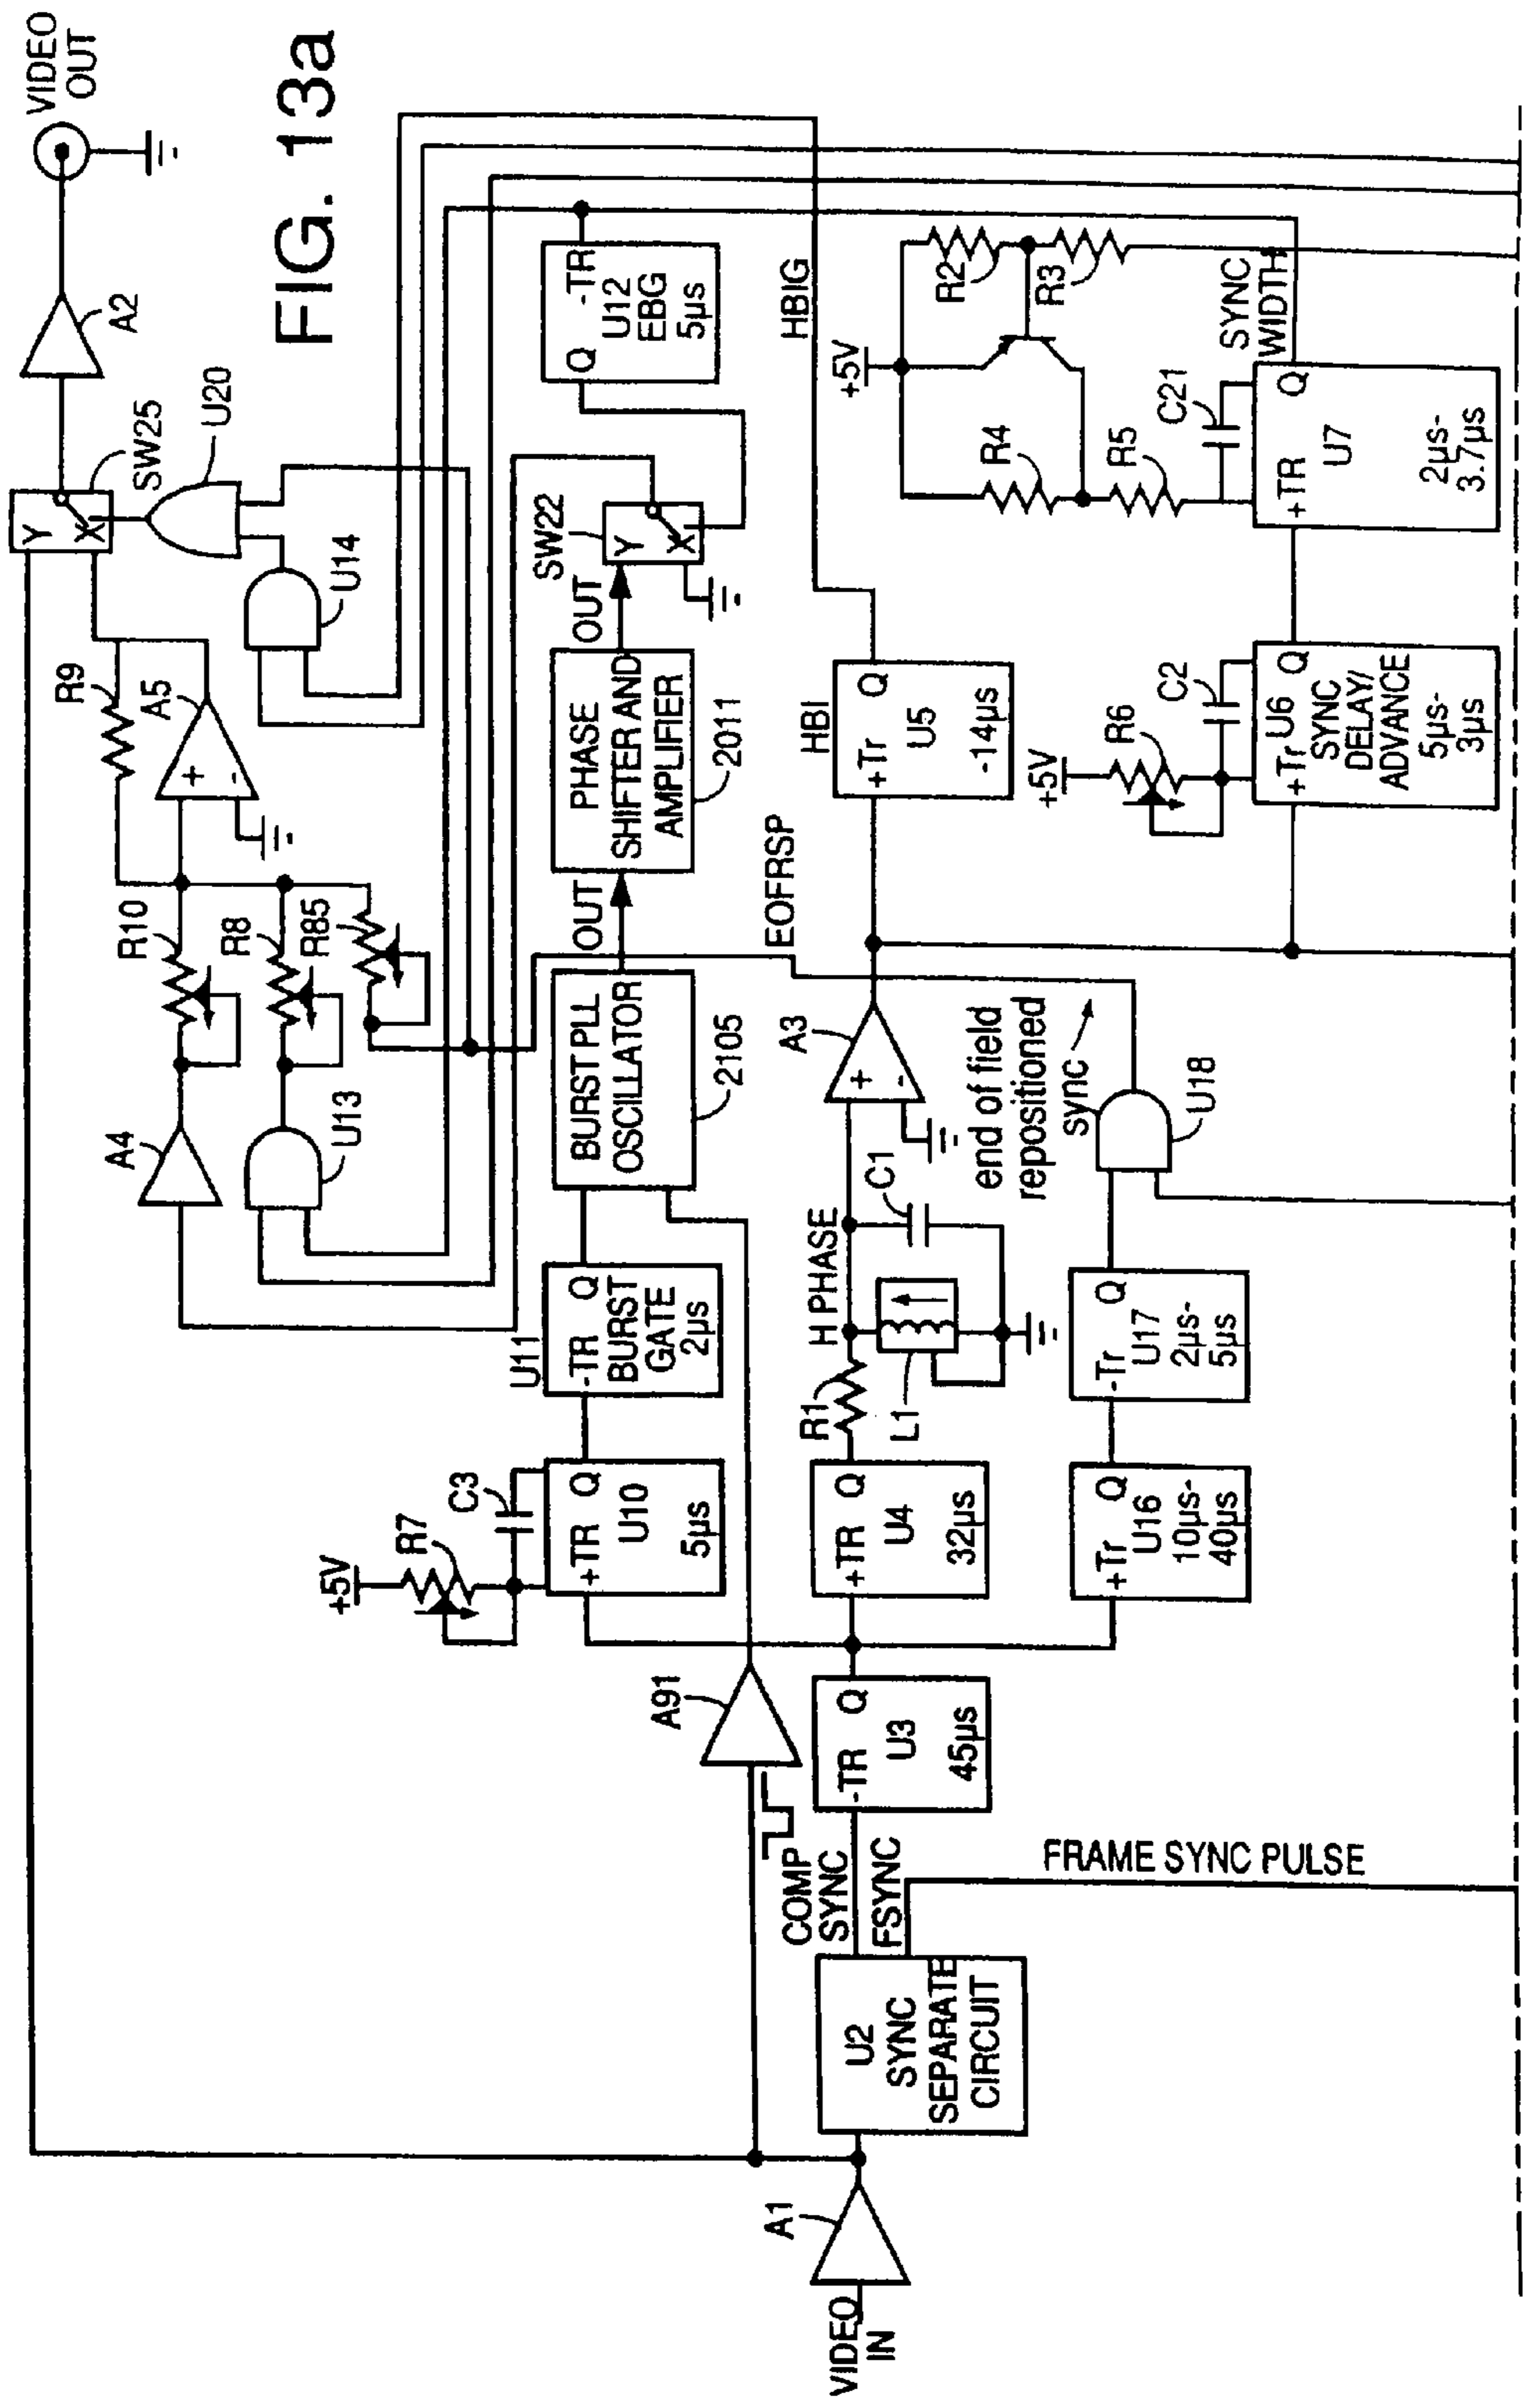 FIG. 13a
VIDEO
OUT
A2
SW25
Y
X
U20
U14
R9
A5
+
-
R10
R8
R85
A4
U13
+5V
R7
C3
+TR Q
U10
5µs
U11
-TR Q
BURST
GATE
2µs
BURST PLL
OSCILLATOR
2105
OUT
PHASE
SHIFTER AND
AMPLIFIER
2011
OUT
SW22
Y
X
Q -TR
U12
EBG
5µs
A91
VIDEO
IN
A1
U2
SYNC
SEPARATE
CIRCUIT
COMP
SYNC
FSYNC
FRAME SYNC PULSE
-TR Q
U3
45µs
+TR Q
U4
32µs
R1
L1
H PHASE
C1
A3
+
-
EOFRSP
HBI
+Tr Q
U5
-14µs
HBIG
+Tr Q
U16
10µs-
40µs
-Tr Q
U17
2µs-
5µs
U18
end of field
repositioned
sync
+5V
R6
C2
+Tr Q
U6
SYNC
DELAY/
ADVANCE
5µs-
3µs
+5V
R4
R5
R2
R3
C21
SYNC
WIDTH
+TR Q
U7
2µs-
3.7µs